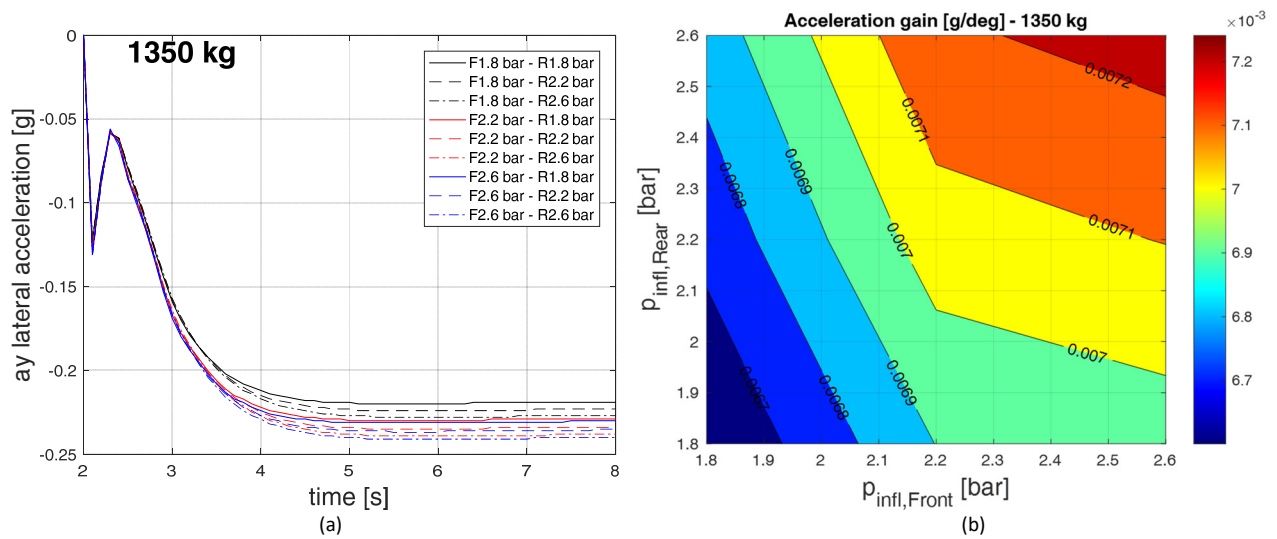 1350 kg
F1.8 bar - R1.8 bar
F1.8 bar - R2.2 bar
F1.8 bar - R2.6 bar
F2.2 bar - R1.8 bar
F2.2 bar - R2.2 bar
F2.2 bar - R2.6 bar
F2.6 bar - R1.8 bar
F2.6 bar - R2.2 bar
F2.6 bar - R2.6 bar
0
-0.05
-0.1
-0.15
-0.2
-0.25
ay lateral acceleration [g]
2 3 4 5 6 7 8
time [s]
(a)
Acceleration gain [g/deg] - 1350 kg
×10⁻³
2.6
2.5
2.4
2.3
2.2
2.1
2
1.9
1.8
p_infl,Rear [bar]
0.0072
0.0071
0.0071
0.0069
0.0068
0.007
0.007
0.0069
0.0068
0.0067
1.8 1.9 2 2.1 2.2 2.3 2.4 2.5 2.6
p_infl,Front [bar]
7.2
7.1
7
6.9
6.8
6.7
(b)